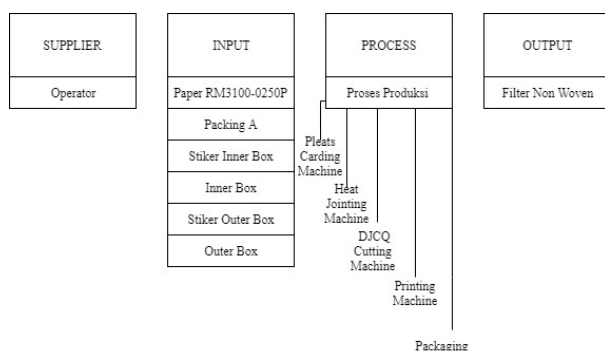 SUPPLIER
INPUT
PROCESS
OUTPUT
Operator
Paper RM3100-0250P
Proses Produksi
Filter Non Woven
Packing A
Stiker Inner Box
Inner Box
Stiker Outer Box
Outer Box
Pleats
Carding
Machine
Heat
Jointing
Machine
DJCQ
Cutting
Machine
Printing
Machine
Packaging